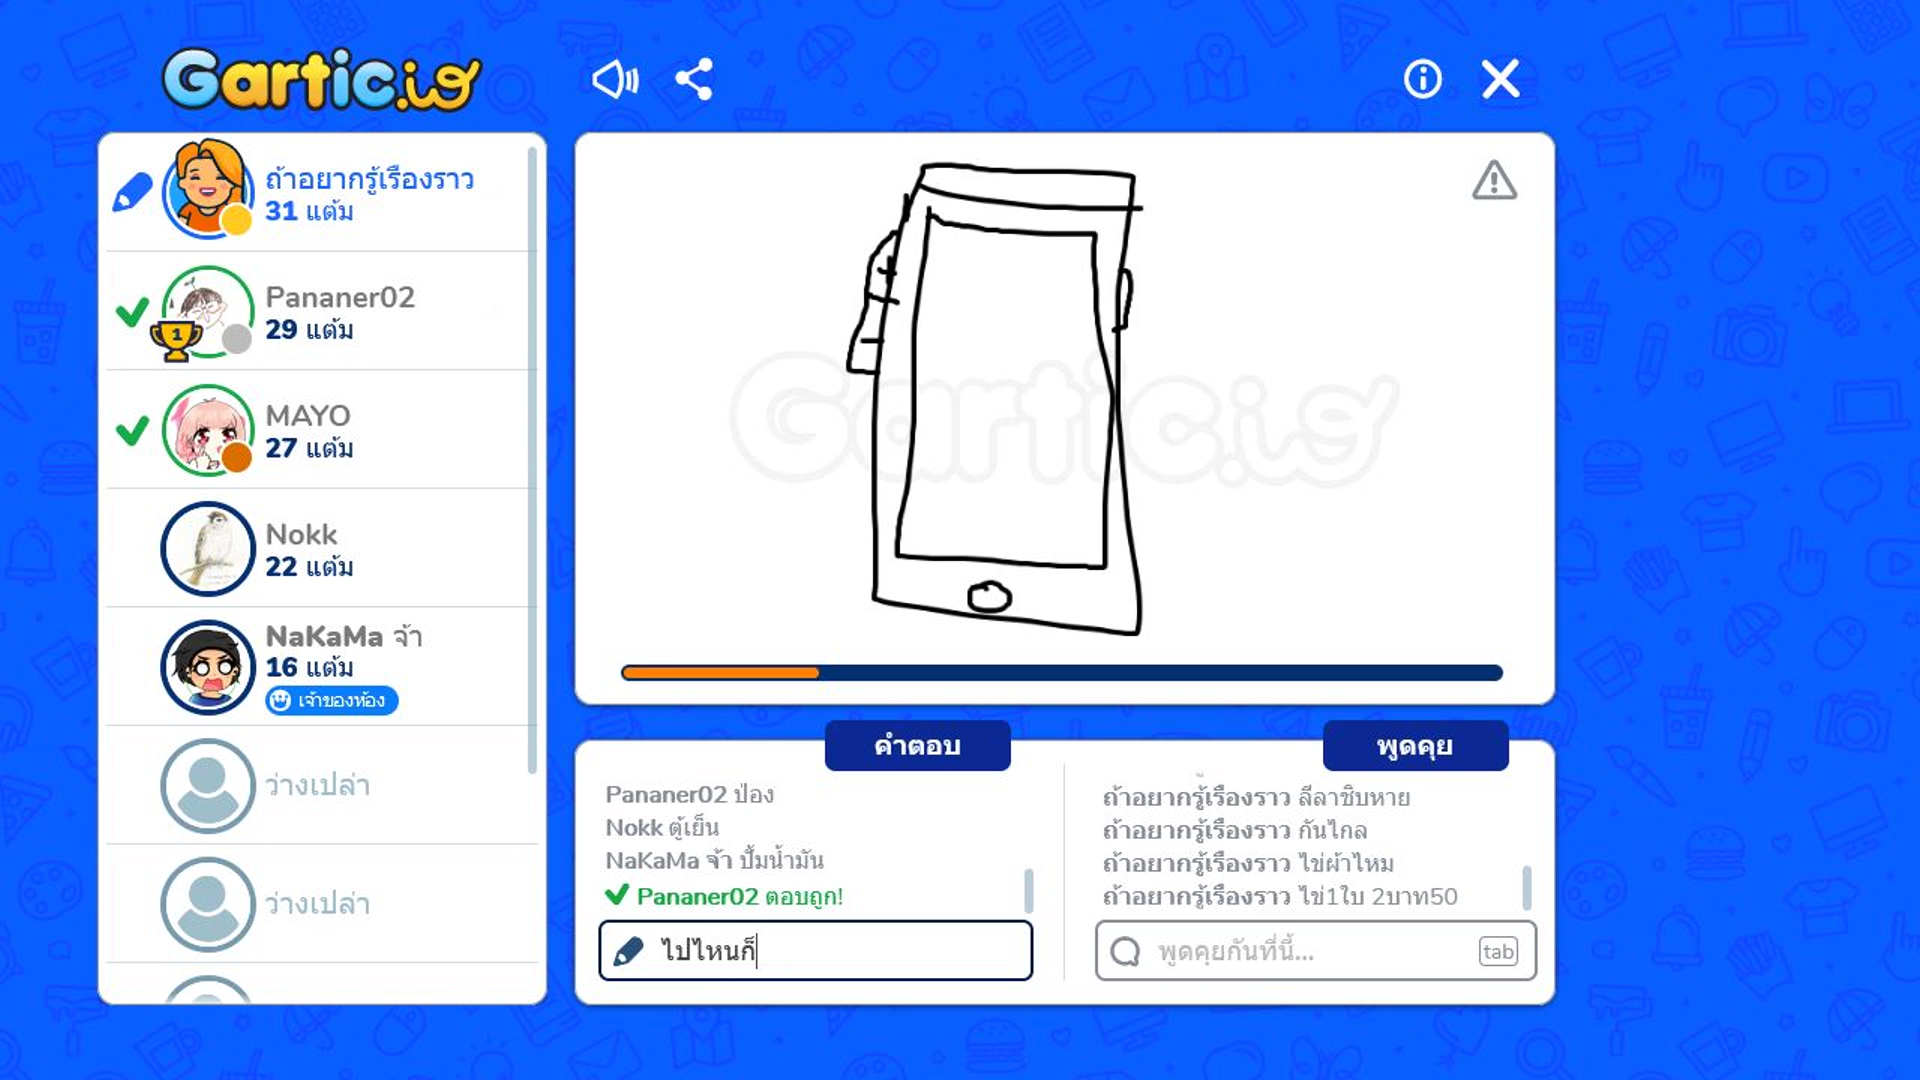 Gartic.io
ถ้าอยากรู้เรื่องราว
31 แต้ม
Pananer02
1
29 แต้ม
MAYO
27 แต้ม
Nokk
22 แต้ม
NaKaMa จ้า
16 แต้ม
เจ้าของห้อง
ว่างเปล่า
ว่างเปล่า
Gartic.io
คำตอบ
Pananer02 ป่อง
Nokk ตู้เย็น
NaKaMa จ้า ปั้มน้ำมัน
Pananer02 ตอบถูก!
ไปไหนก็
พูดคุย
ถ้าอยากรู้เรื่องราว ลีลาชิบหาย
ถ้าอยากรู้เรื่องราว กันไกล
ถ้าอยากรู้เรื่องราว ไข่ผ้าไหม
ถ้าอยากรู้เรื่องราว ไข่1ใบ 2บาท50
พูดคุยกันที่นี้...
tab